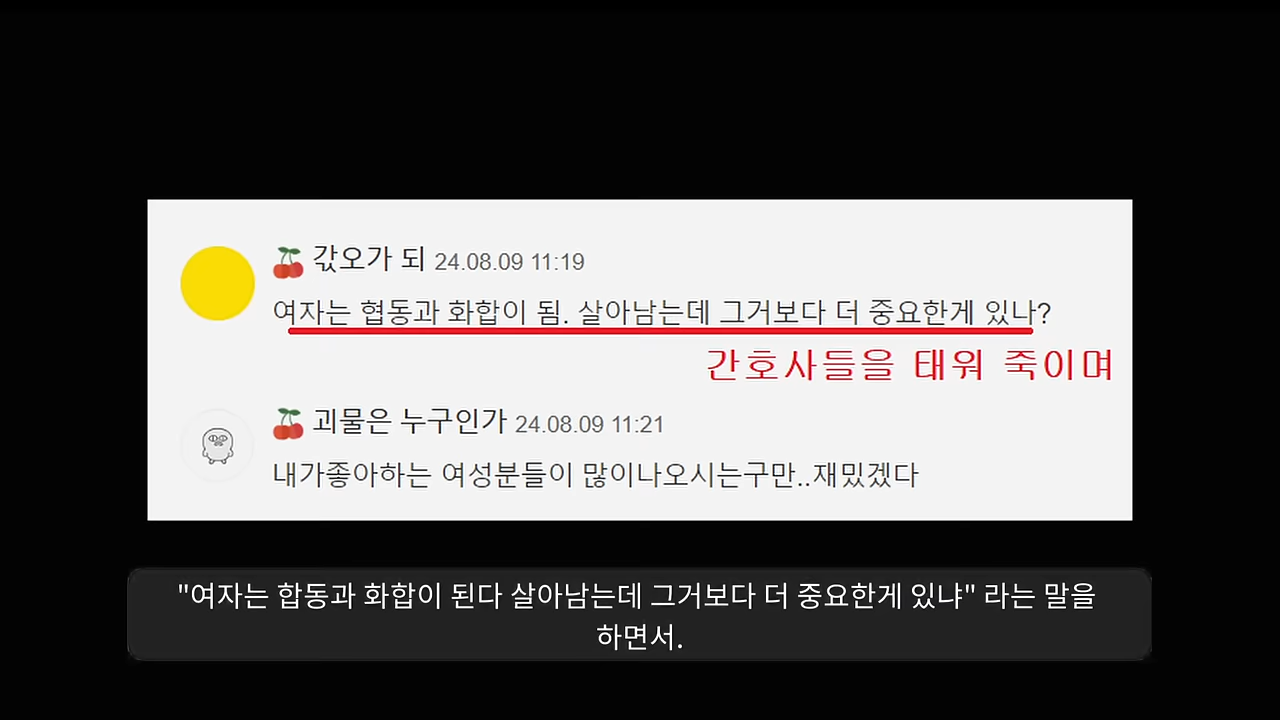 갃오가 되 24.08.09 11:19
여자는 협동과 화합이 됨. 살아남는데 그거보다 더 중요한게 있나?
간호사들을 태워 죽이며
괴물은 누구인가 24.08.09 11:21
내가좋아하는 여성분들이 많이나오시는구만..재밌겠다
"여자는 합동과 화합이 된다 살아남는데 그거보다 더 중요한게 있냐" 라는 말을
하면서.